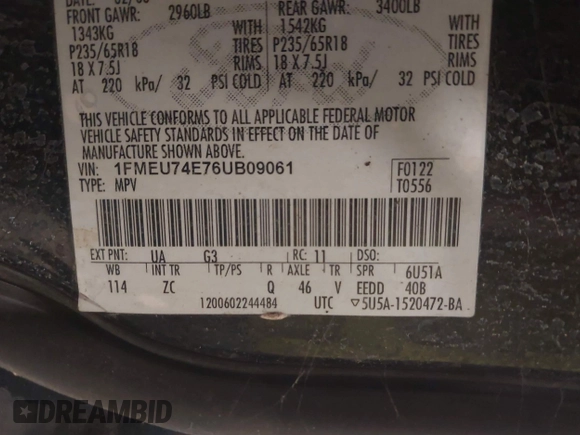 FRONT GAWR: 2960LB REAR GAWR: 3400LB
1343KG WITH 1542KG WITH
P235/65R18 TIRES P235/65R18 TIRES
18 X 7.5J RIMS 18 X 7.5J RIMS
AT 220 kPa/ 32 PSI COLD AT 220 kPa/ 32 PSI COLD
THIS VEHICLE CONFORMS TO ALL APPLICABLE FEDERAL MOTOR
VEHICLE SAFETY STANDARDS IN EFFECT ON THE DATE OF
MANUFACTURE SHOWN ABOVE.
VIN: 1FMEU74E76UB09061 F0122
TYPE: MPV T0556
EXT PNT: UA G3 RC: 11 DSO:
WB INT TR TP/PS R AXLE TR SPR 6U51A
114 ZC Q 46 V EEDD 40B
1200602244484 UTC ▽5U5A-1520472-BA
DREAMBID